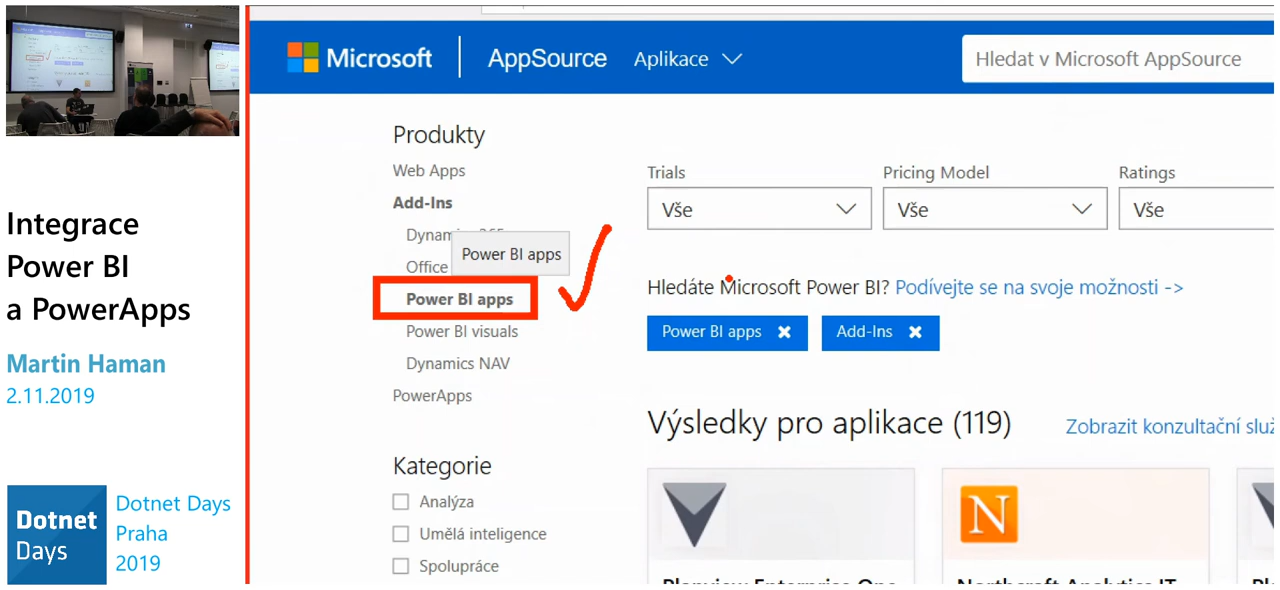 Integrace
Power BI
a PowerApps
Martin Haman
2.11.2019
Dotnet
Days
Dotnet Days
Praha
2019
Microsoft
AppSource
Aplikace
Hledat v Microsoft AppSource
Produkty
Web Apps
Add-Ins
Power BI apps
Office
Power BI apps
Power BI visuals
Dynamics NAV
PowerApps
Kategorie
Analýza
Umělá inteligence
Spolupráce
Trials
Pricing Model
Ratings
Vše
Vše
Vše
Hledáte Microsoft Power BI? Podívejte se na svoje možnosti ->
Power BI apps
Add-Ins
Výsledky pro aplikace (119)
Zobrazit konzultační
N